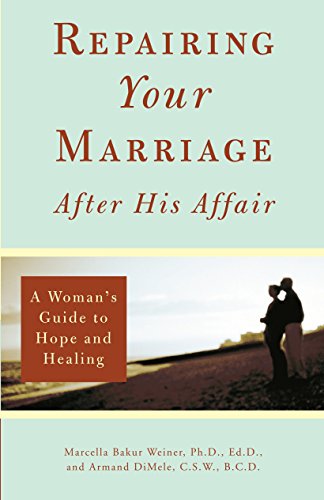 REPAIRING
Your
MARRIAGE
After His Affair
A Woman's
Guide to
Hope and
Healing
Marcella Bakur Weiner, Ph.D., Ed.D.,
and Armand DiMele, C.S.W., B.C.D.